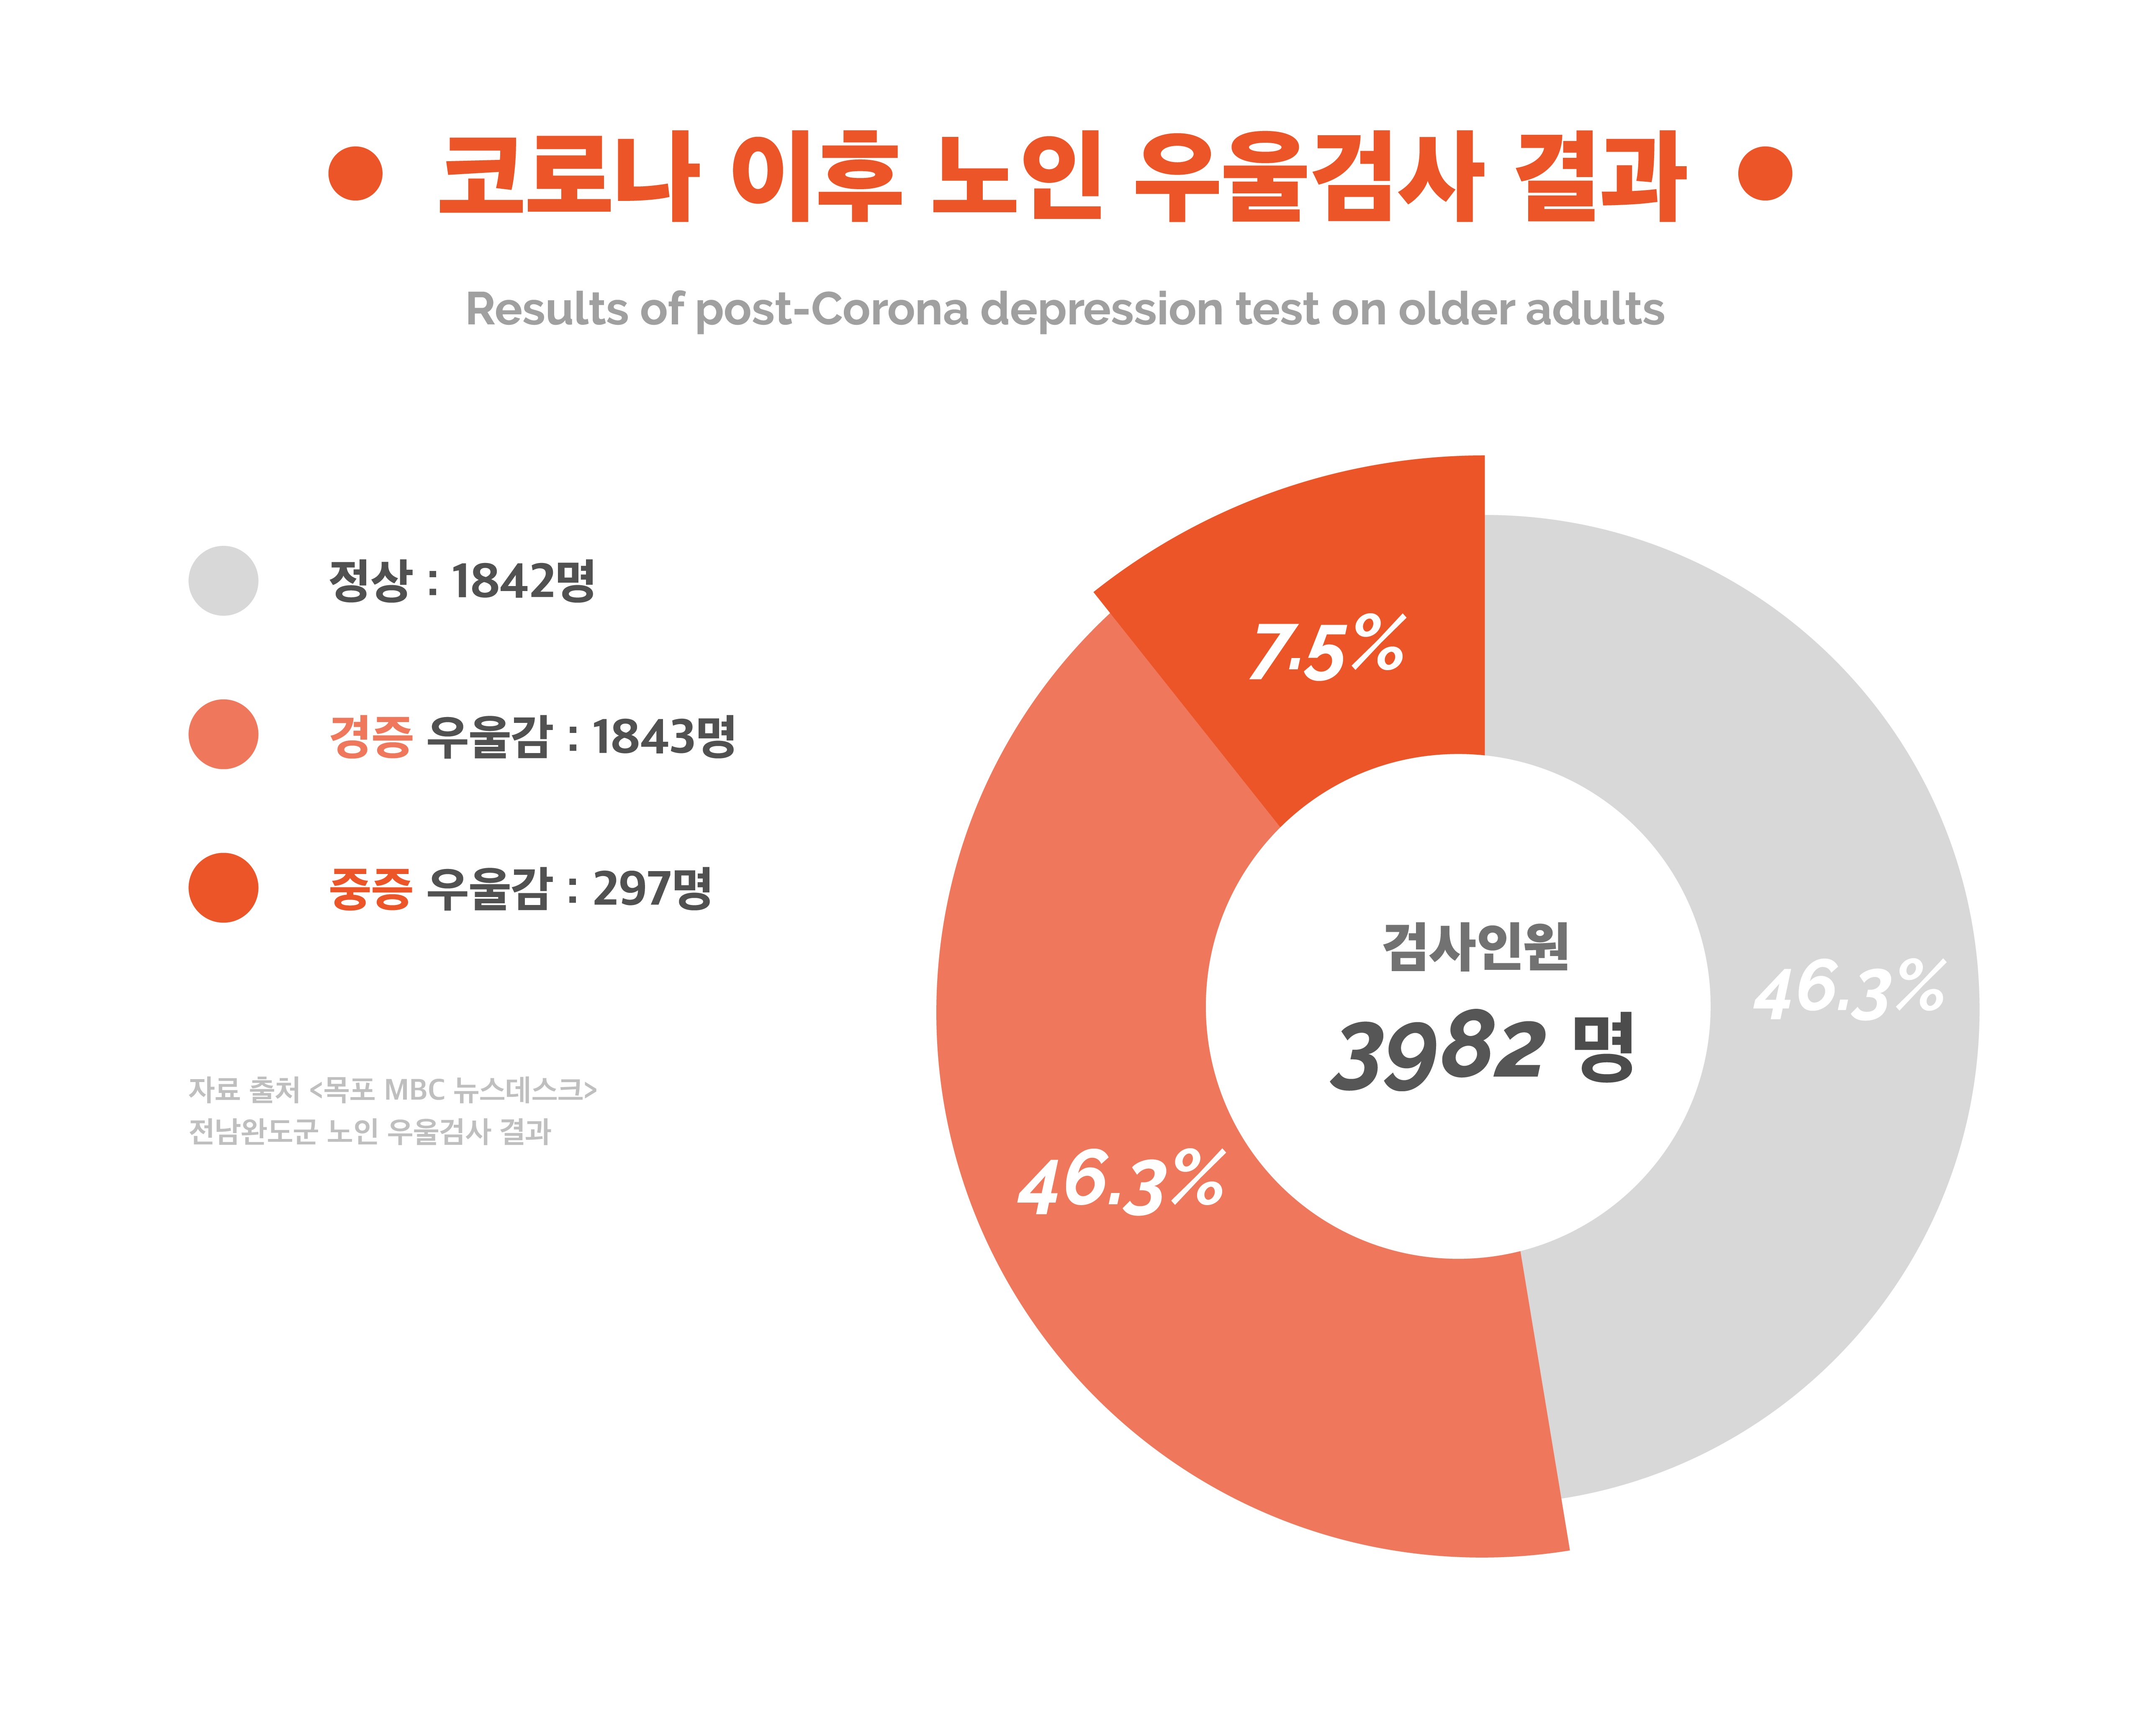 코로나 이후 노인 우울검사 결과
Results of post-Corona depression test on older adults
정상 : 1842명
경증 우울감 : 1843명
중증 우울감 : 297명
자료 출처 <목포 MBC 뉴스데스크>
전남완도군 노인 우울검사 결과
7.5%
46.3%
46.3%
검사인원
3982 명